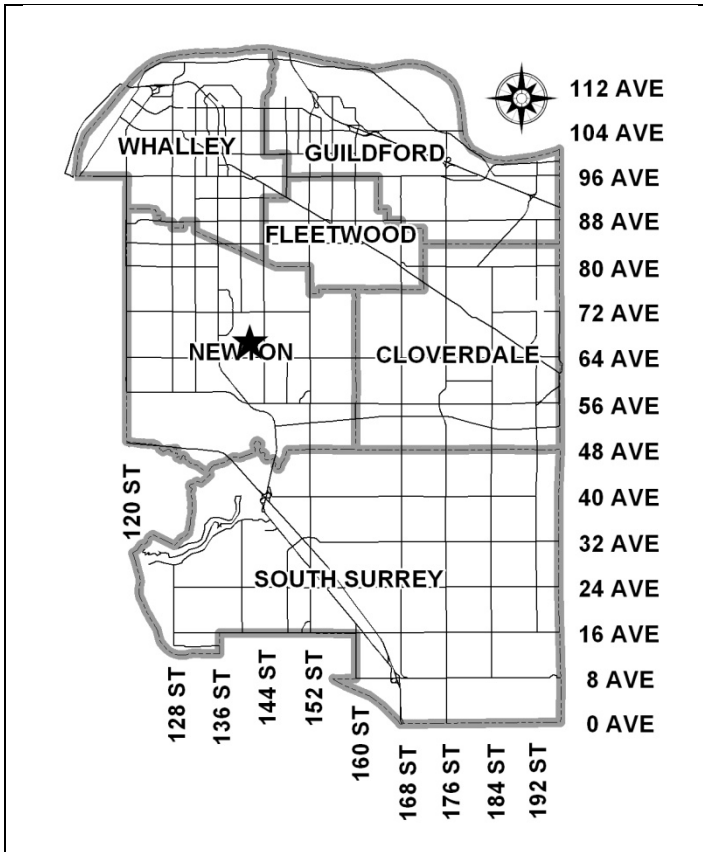 112 AVE
104 AVE
WHALLEY
GUILDFORD
96 AVE
88 AVE
FLEETWOOD
80 AVE
72 AVE
NEWTON
CLOVERDALE
64 AVE
56 AVE
48 AVE
120 ST
40 AVE
32 AVE
SOUTH SURREY
24 AVE
16 AVE
128 ST
136 ST
144 ST
152 ST
160 ST
168 ST
176 ST
184 ST
192 ST
8 AVE
0 AVE